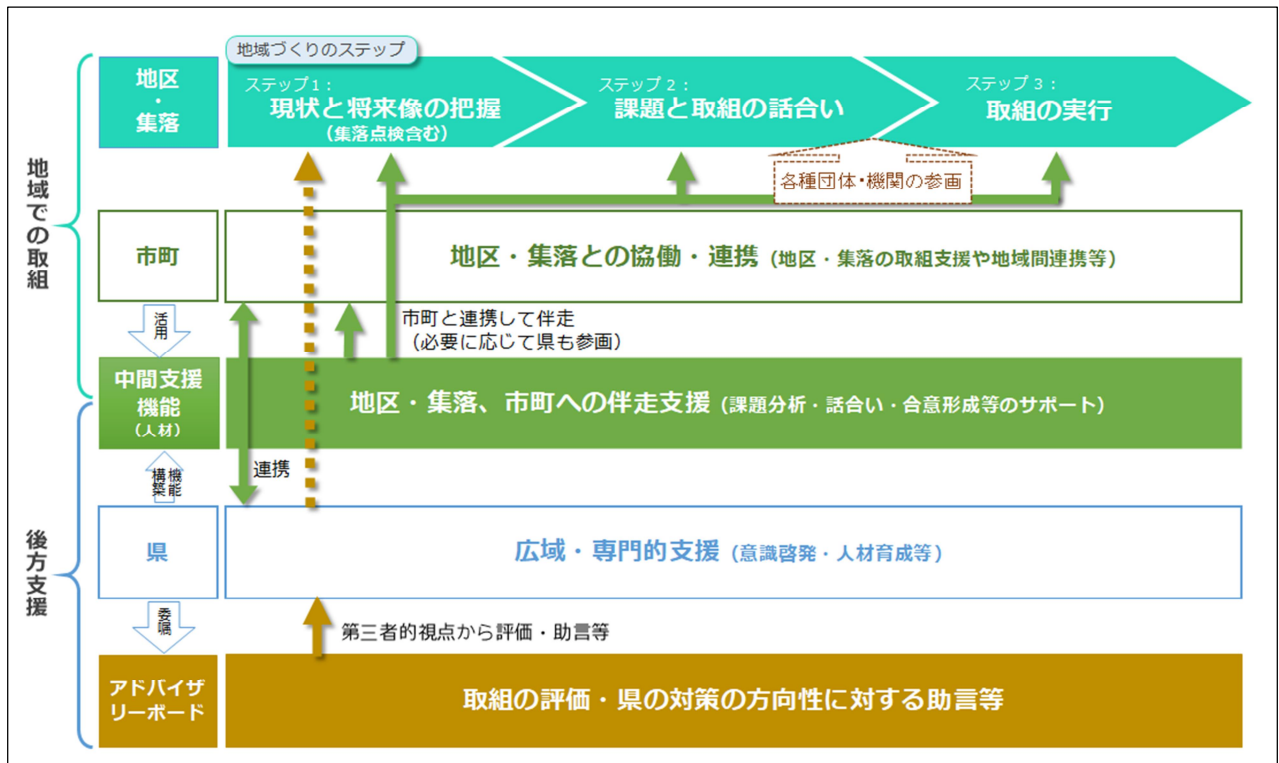 地域づくりのステップ
地区
・
集落
ステップ1：
現状と将来像の把握
（集落点検含む）
ステップ2：
課題と取組の話合い
ステップ3：
取組の実行
各種団体・機関の参画
地域での取組
市町
地区・集落との協働・連携（地区・集落の取組支援や地域間連携等）
活用
市町と連携して伴走
（必要に応じて県も参画）
中間支援
機能
（人材）
地区・集落、市町への伴走支援（課題分析・話合い・合意形成等のサポート）
機能
構築
連携
後方支援
県
広域・専門的支援（意識啓発・人材育成等）
委嘱
第三者的視点から評価・助言等
アドバイザ
リーボード
取組の評価・県の対策の方向性に対する助言等